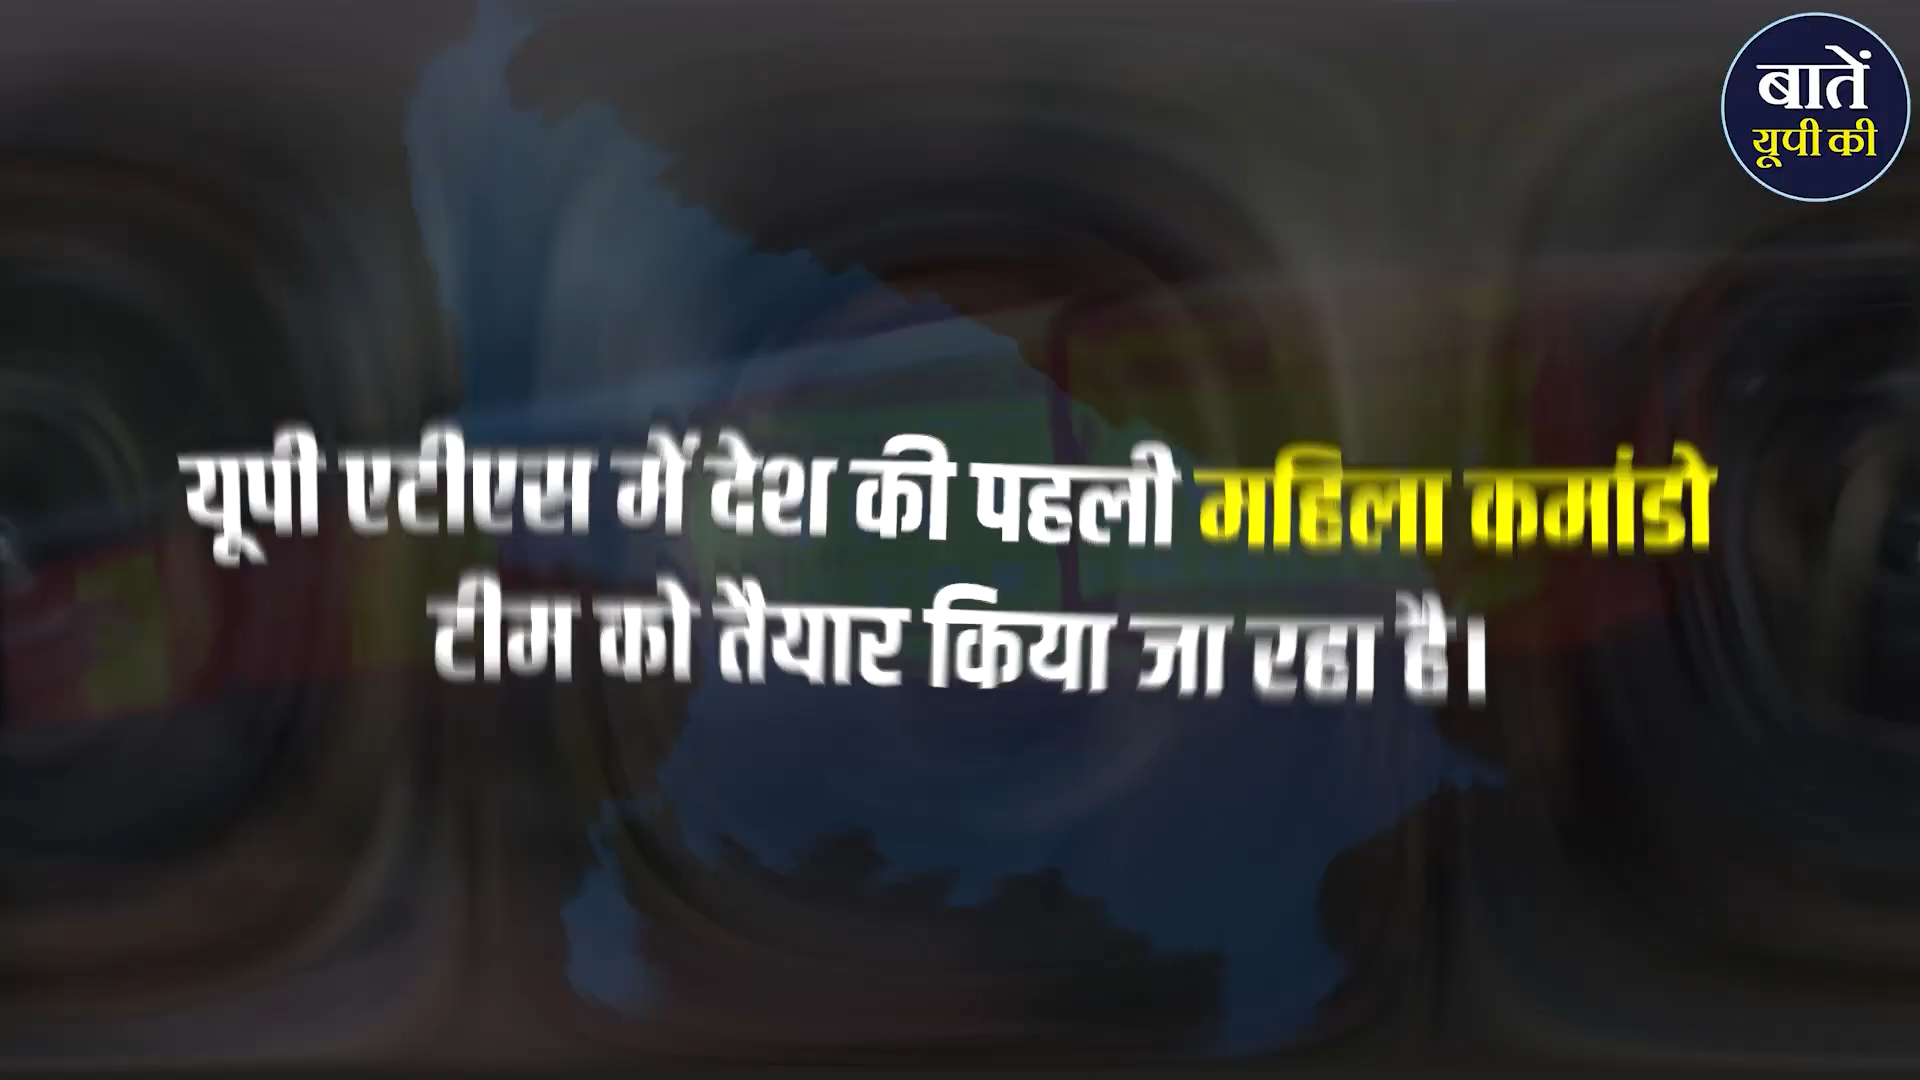 बातें
यूपी की
यूपी एटीएस में देश की पहली महिला कमांडो
टीम को तैयार किया जा रहा है।